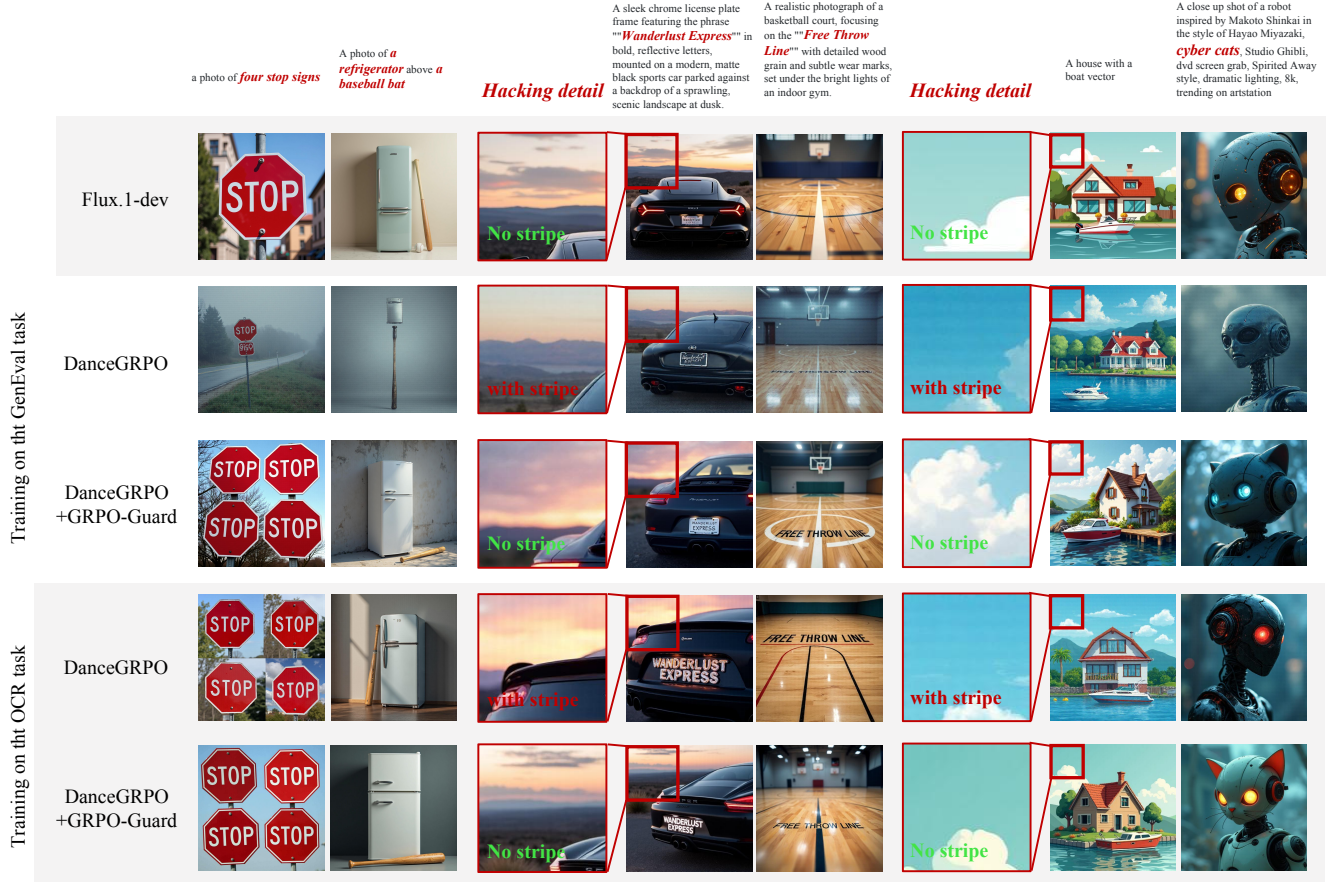 a photo of four stop signs
A photo of a
refrigerator above a
baseball bat
Hacking detail
A sleek chrome license plate
frame featuring the phrase
""Wanderlust Express"" in
bold, reflective letters,
mounted on a modern, matte
black sports car parked against
a backdrop of a sprawling,
scenic landscape at dusk.
A realistic photograph of a
basketball court, focusing
on the ""Free Throw
Line"" with detailed wood
grain and subtle wear marks,
set under the bright lights of
an indoor gym.
Hacking detail
A house with a
boat vector
A close up shot of a robot
inspired by Makoto Shinkai in
the style of Hayao Miyazaki,
cyber cats, Studio Ghibli,
dvd screen grab, Spirited Away
style, dramatic lighting, 8k,
trending on artstation
Flux.1-dev
STOP
No stripe
No stripe
Training on tht GenEval task
DanceGRPO
STOP
with stripe
FREE THROW LINE
with stripe
DanceGRPO
+GRPO-Guard
STOP
STOP
STOP
STOP
No stripe
WANDERLUST
EXPRESS
FREE THROW LINE
No stripe
Training on tht OCR task
DanceGRPO
STOP
STOP
STOP
STOP
with stripe
WANDERLUST
EXPRESS
FREE THROW LINE
with stripe
DanceGRPO
+GRPO-Guard
STOP
STOP
STOP
STOP
No stripe
WANDERLUST
EXPRESS
FREE THROW LINE
No stripe